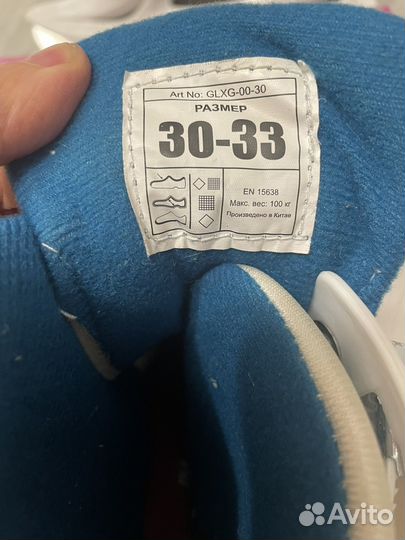 Art No: GLXG-00-30
РАЗМЕР
30-33
EN 15638
Макс. вес: 100 кг
Произведено в Китае
Avito